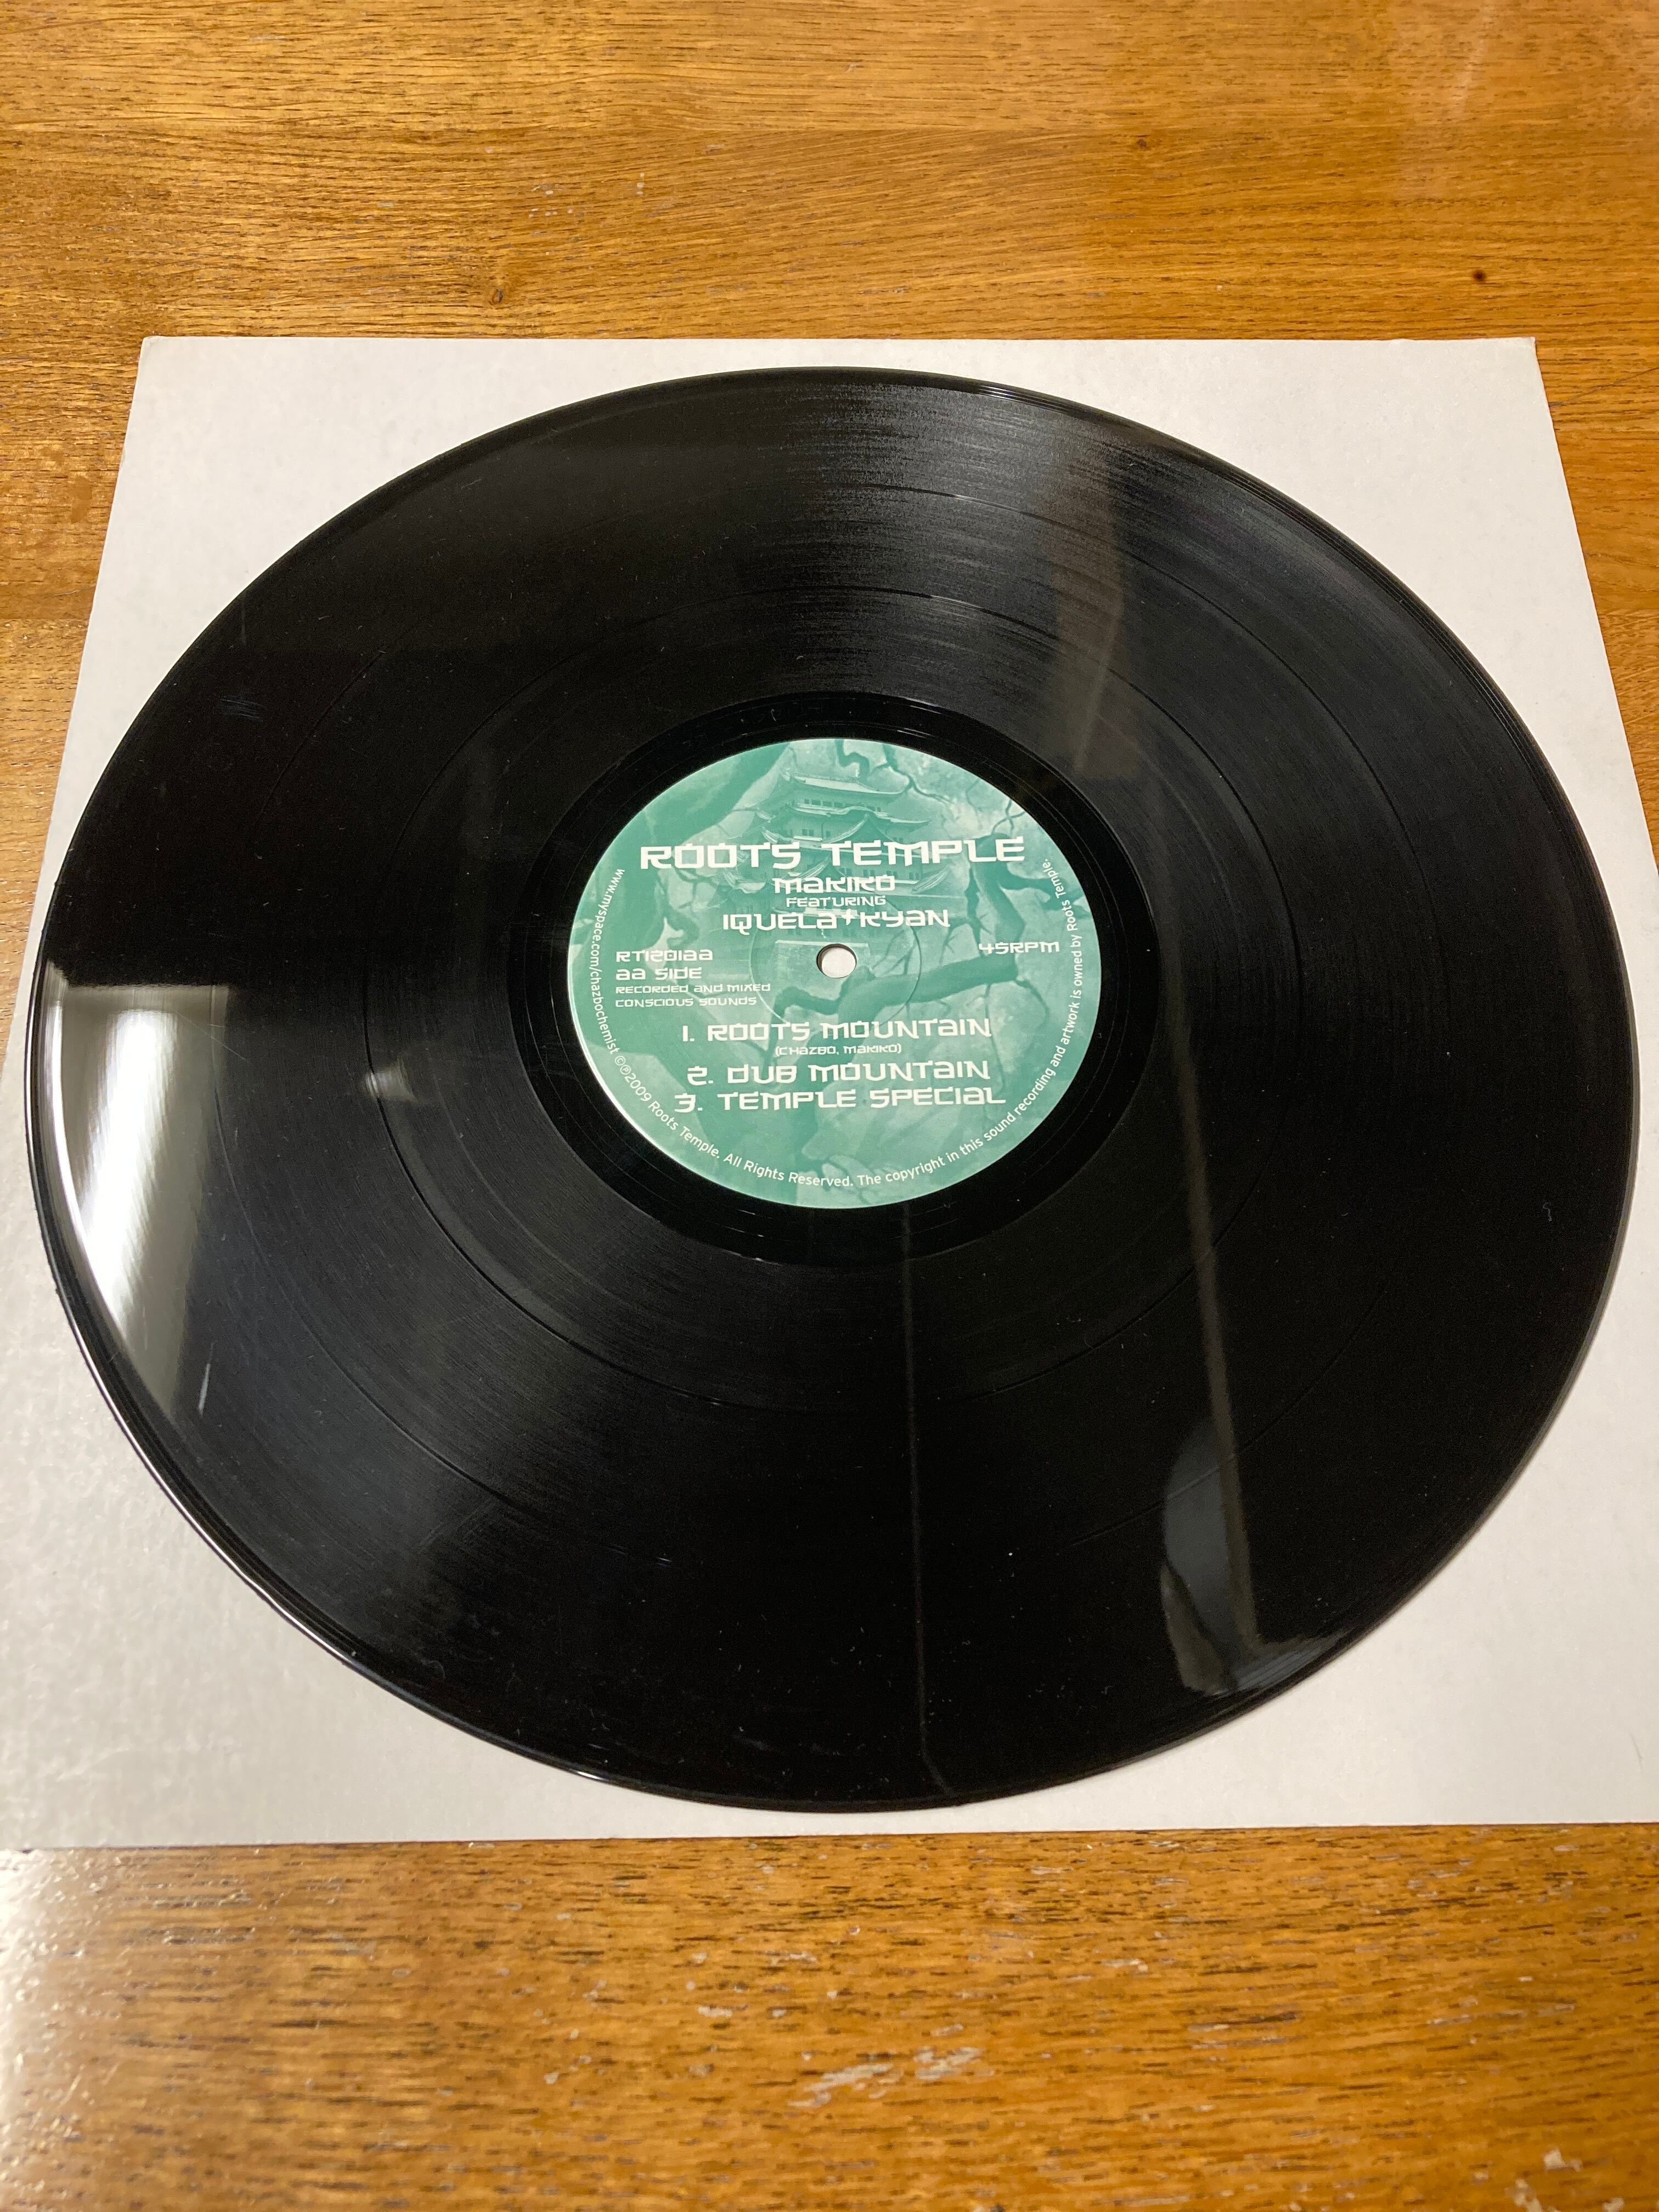 ROOTS TEMPLE
MAKIKO
FEATURING
IQUELA+KYAN
RT1201AA
AA SIDE
RECORDED AND MIXED
CONSCIOUS SOUNDS
45RPM
1. ROOTS MOUNTAIN
(CHAZBO, MAKIKO)
2. DUB MOUNTAIN
3. TEMPLE SPECIAL
www.myspace.com/chazbochemist ©℗2009 Roots Temple. All Rights Reserved. The copyright in this sound recording and artwork is owned by Roots Temple.